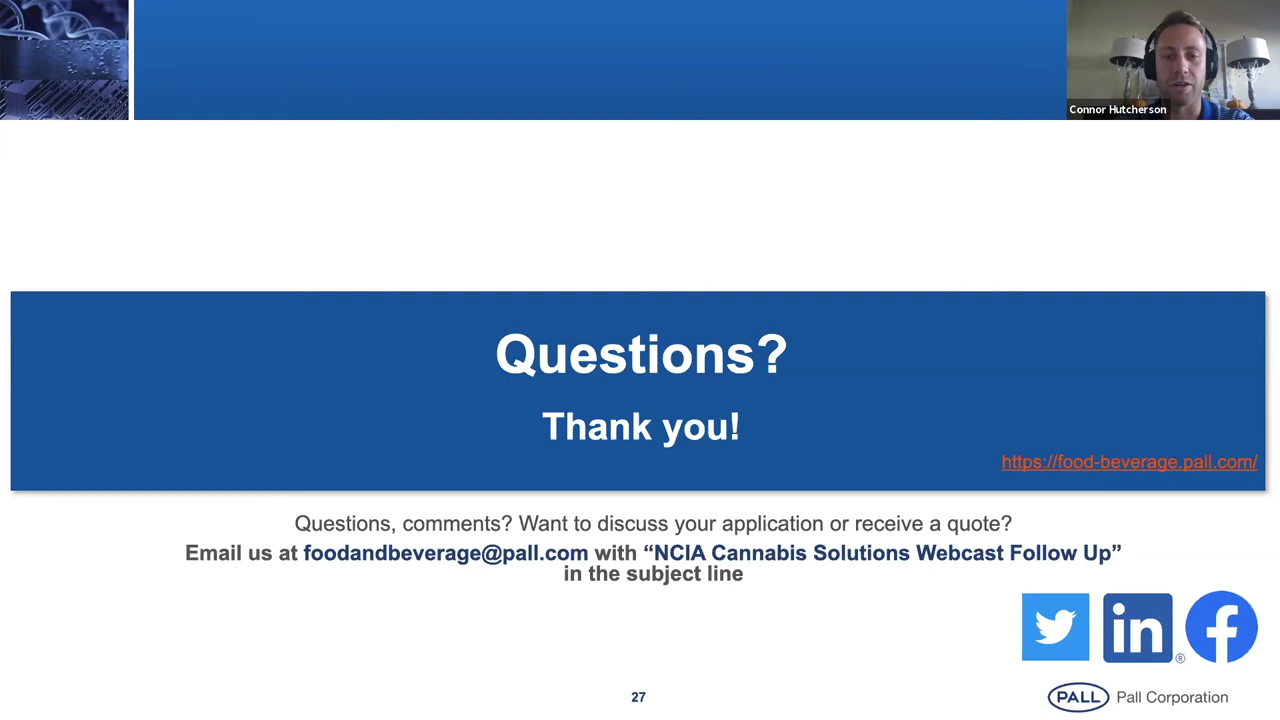 Connor Hutcherson
Questions?
Thank you!
https://food-beverage.pall.com/
Questions, comments? Want to discuss your application or receive a quote?
Email us at foodandbeverage@pall.com with “NCIA Cannabis Solutions Webcast Follow Up”
in the subject line
in®
f
27
PALL Pall Corporation